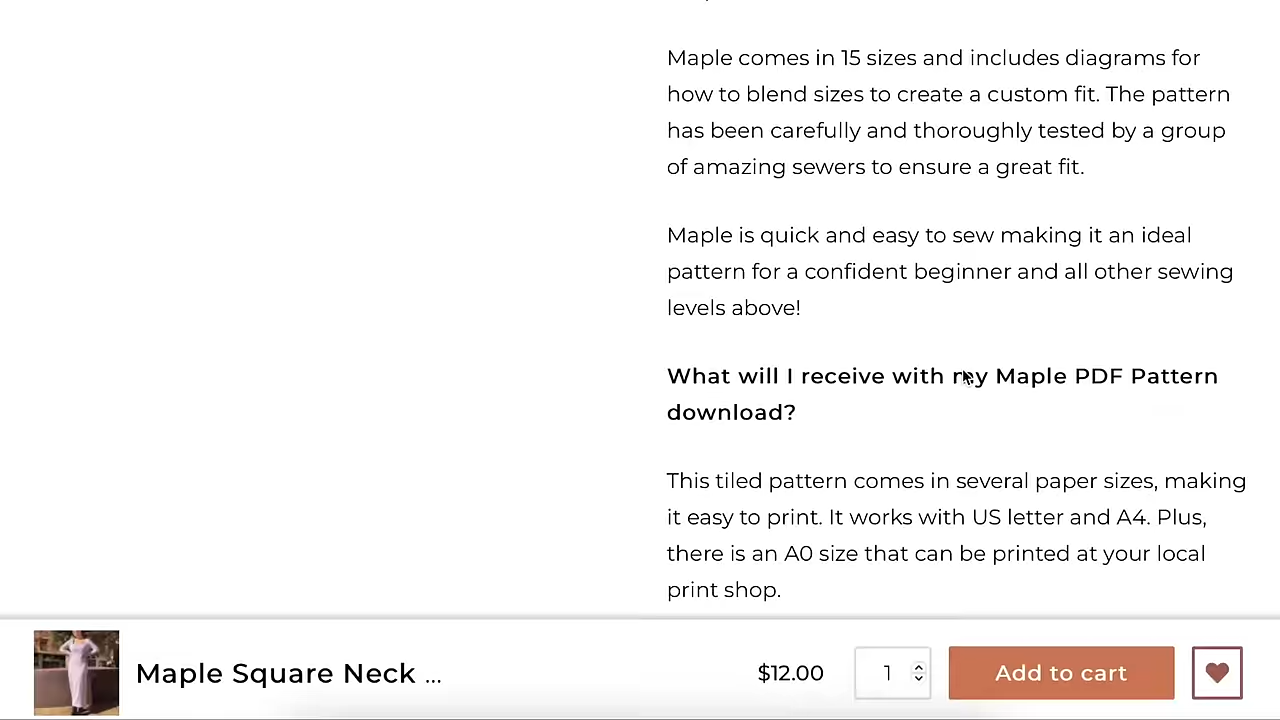 Maple comes in 15 sizes and includes diagrams for
how to blend sizes to create a custom fit. The pattern
has been carefully and thoroughly tested by a group
of amazing sewers to ensure a great fit.
Maple is quick and easy to sew making it an ideal
pattern for a confident beginner and all other sewing
levels above!
What will I receive with my Maple PDF Pattern
download?
This tiled pattern comes in several paper sizes, making
it easy to print. It works with US letter and A4. Plus,
there is an A0 size that can be printed at your local
print shop.
Maple Square Neck ... $12.00 1 Add to cart